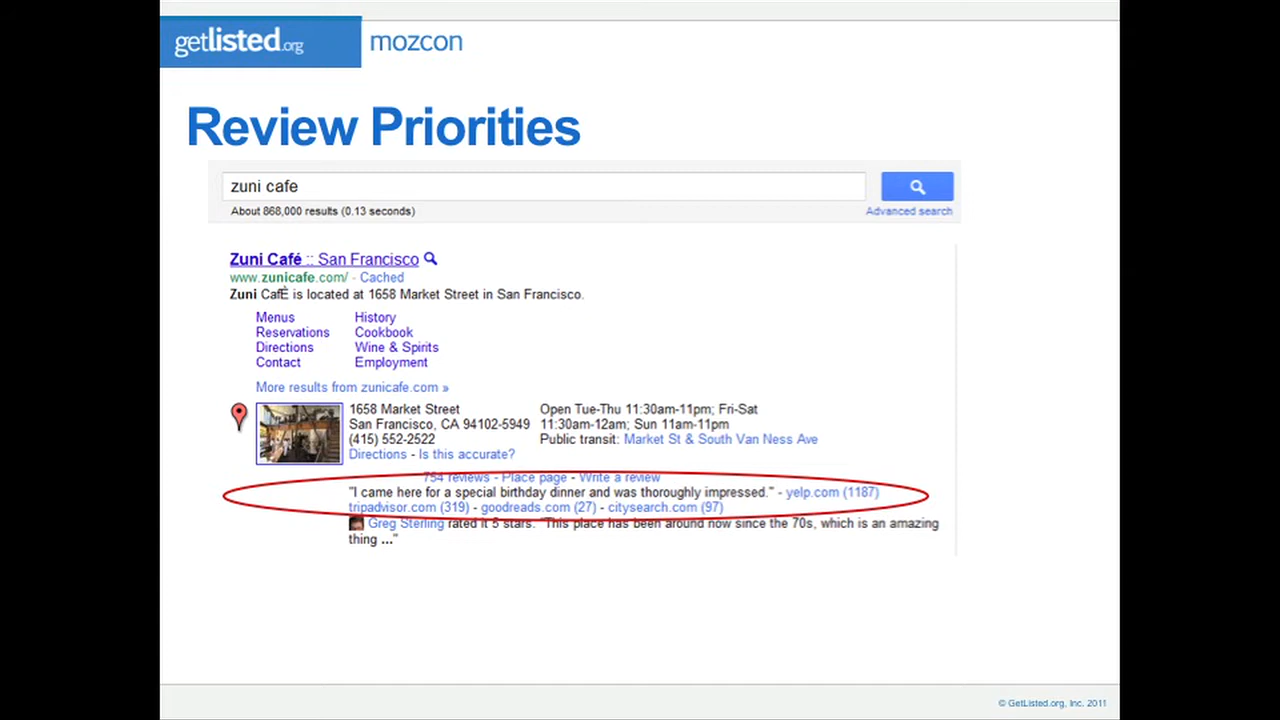 getlisted.org mozcon
Review Priorities
zuni cafe
About 868,000 results (0.13 seconds)
Advanced search
Zuni Café :: San Francisco
www.zunicafe.com/ - Cached
Zuni CafÈ is located at 1658 Market Street in San Francisco.
Menus History
Reservations Cookbook
Directions Wine & Spirits
Contact Employment
More results from zunicafe.com »
1658 Market Street Open Tue-Thu 11:30am-11pm; Fri-Sat
San Francisco, CA 94102-5949 11:30am-12am; Sun 11am-11pm
(415) 552-2522 Public transit: Market St & South Van Ness Ave
Directions - Is this accurate?
754 reviews - Place page - Write a review
"I came here for a special birthday dinner and was thoroughly impressed." - yelp.com (1187)
tripadvisor.com (319) - goodreads.com (27) - citysearch.com (97)
Greg Sterling rated it 5 stars. "This place has been around now since the 70s, which is an amazing
thing ..."
© GetListed.org, Inc. 2011